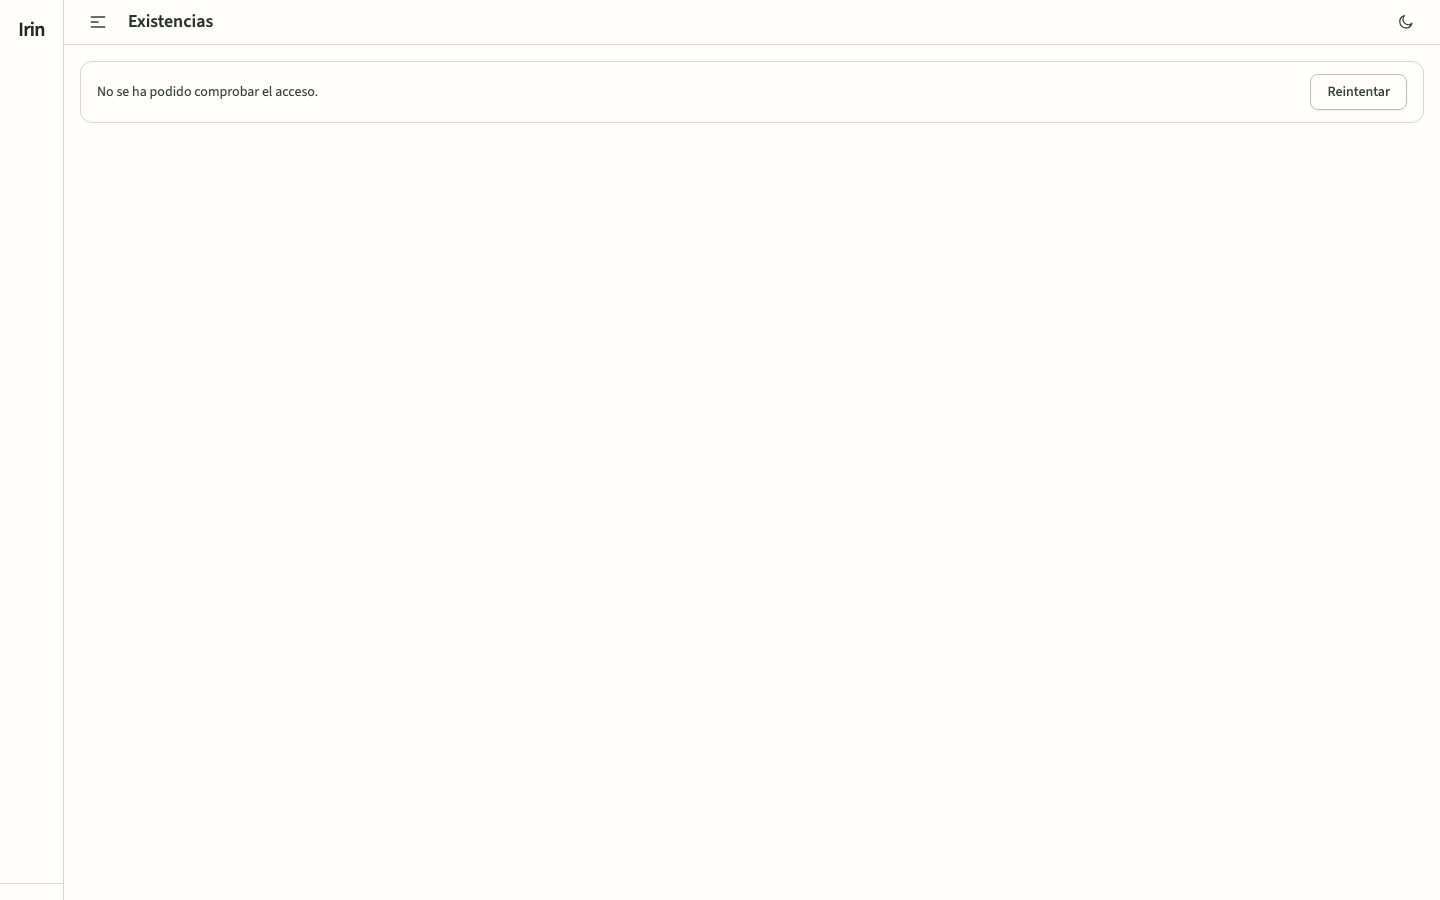 Irin
Existencias
No se ha podido comprobar el acceso.
Reintentar